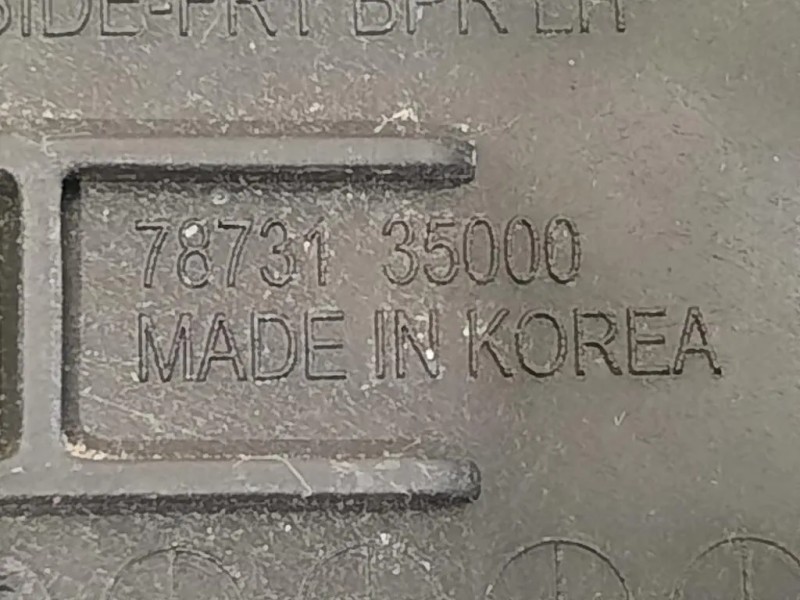 SIDE-FRT BPR LH
78731 35000
MADE IN KOREA